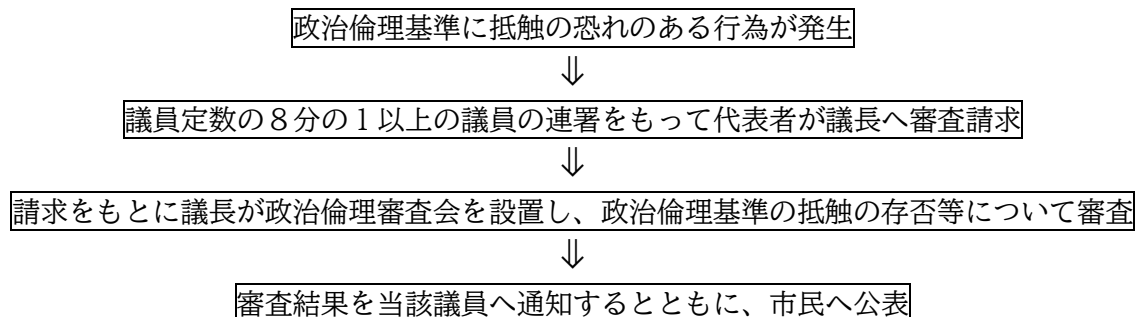 政治倫理基準に抵触の恐れのある行為が発生
⇓
議員定数の８分の１以上の議員の連署をもって代表者が議長へ審査請求
⇓
請求をもとに議長が政治倫理審査会を設置し、政治倫理基準の抵触の存否等について審査
⇓
審査結果を当該議員へ通知するとともに、市民へ公表